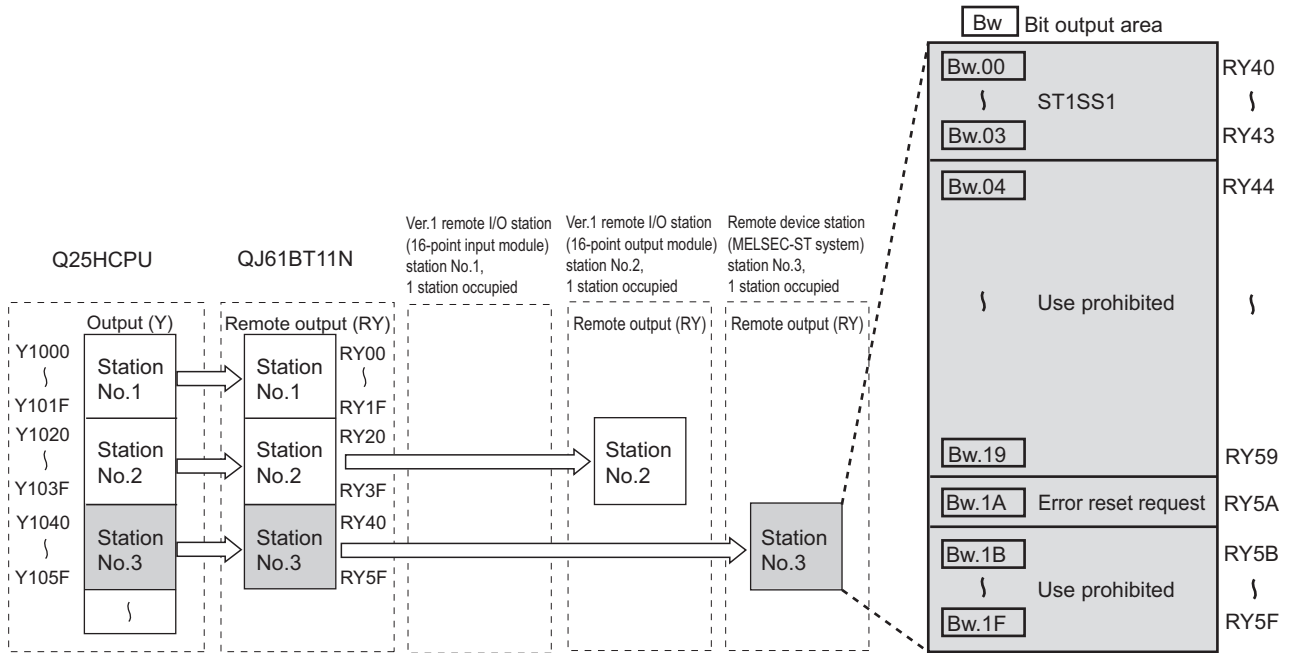 Bw Bit output area
Bw.00 RY40
ST1SS1
Bw.03 RY43
Bw.04 RY44
Use prohibited
Bw.19 RY59
Bw.1A Error reset request RY5A
Bw.1B RY5B
Use prohibited
Bw.1F RY5F
Q25HCPU
QJ61BT11N
Ver.1 remote I/O station
(16-point input module)
station No.1,
1 station occupied
Ver.1 remote I/O station
(16-point output module)
station No.2,
1 station occupied
Remote device station
(MELSEC-ST system)
station No.3,
1 station occupied
Output (Y)
Remote output (RY)
Remote output (RY)
Remote output (RY)
Y1000
Y101F
Station
No.1
Station
No.1
RY00
RY1F
Y1020
Y103F
Station
No.2
Station
No.2
RY20
RY3F
Station
No.2
Y1040
Y105F
Station
No.3
Station
No.3
RY40
RY5F
Station
No.3